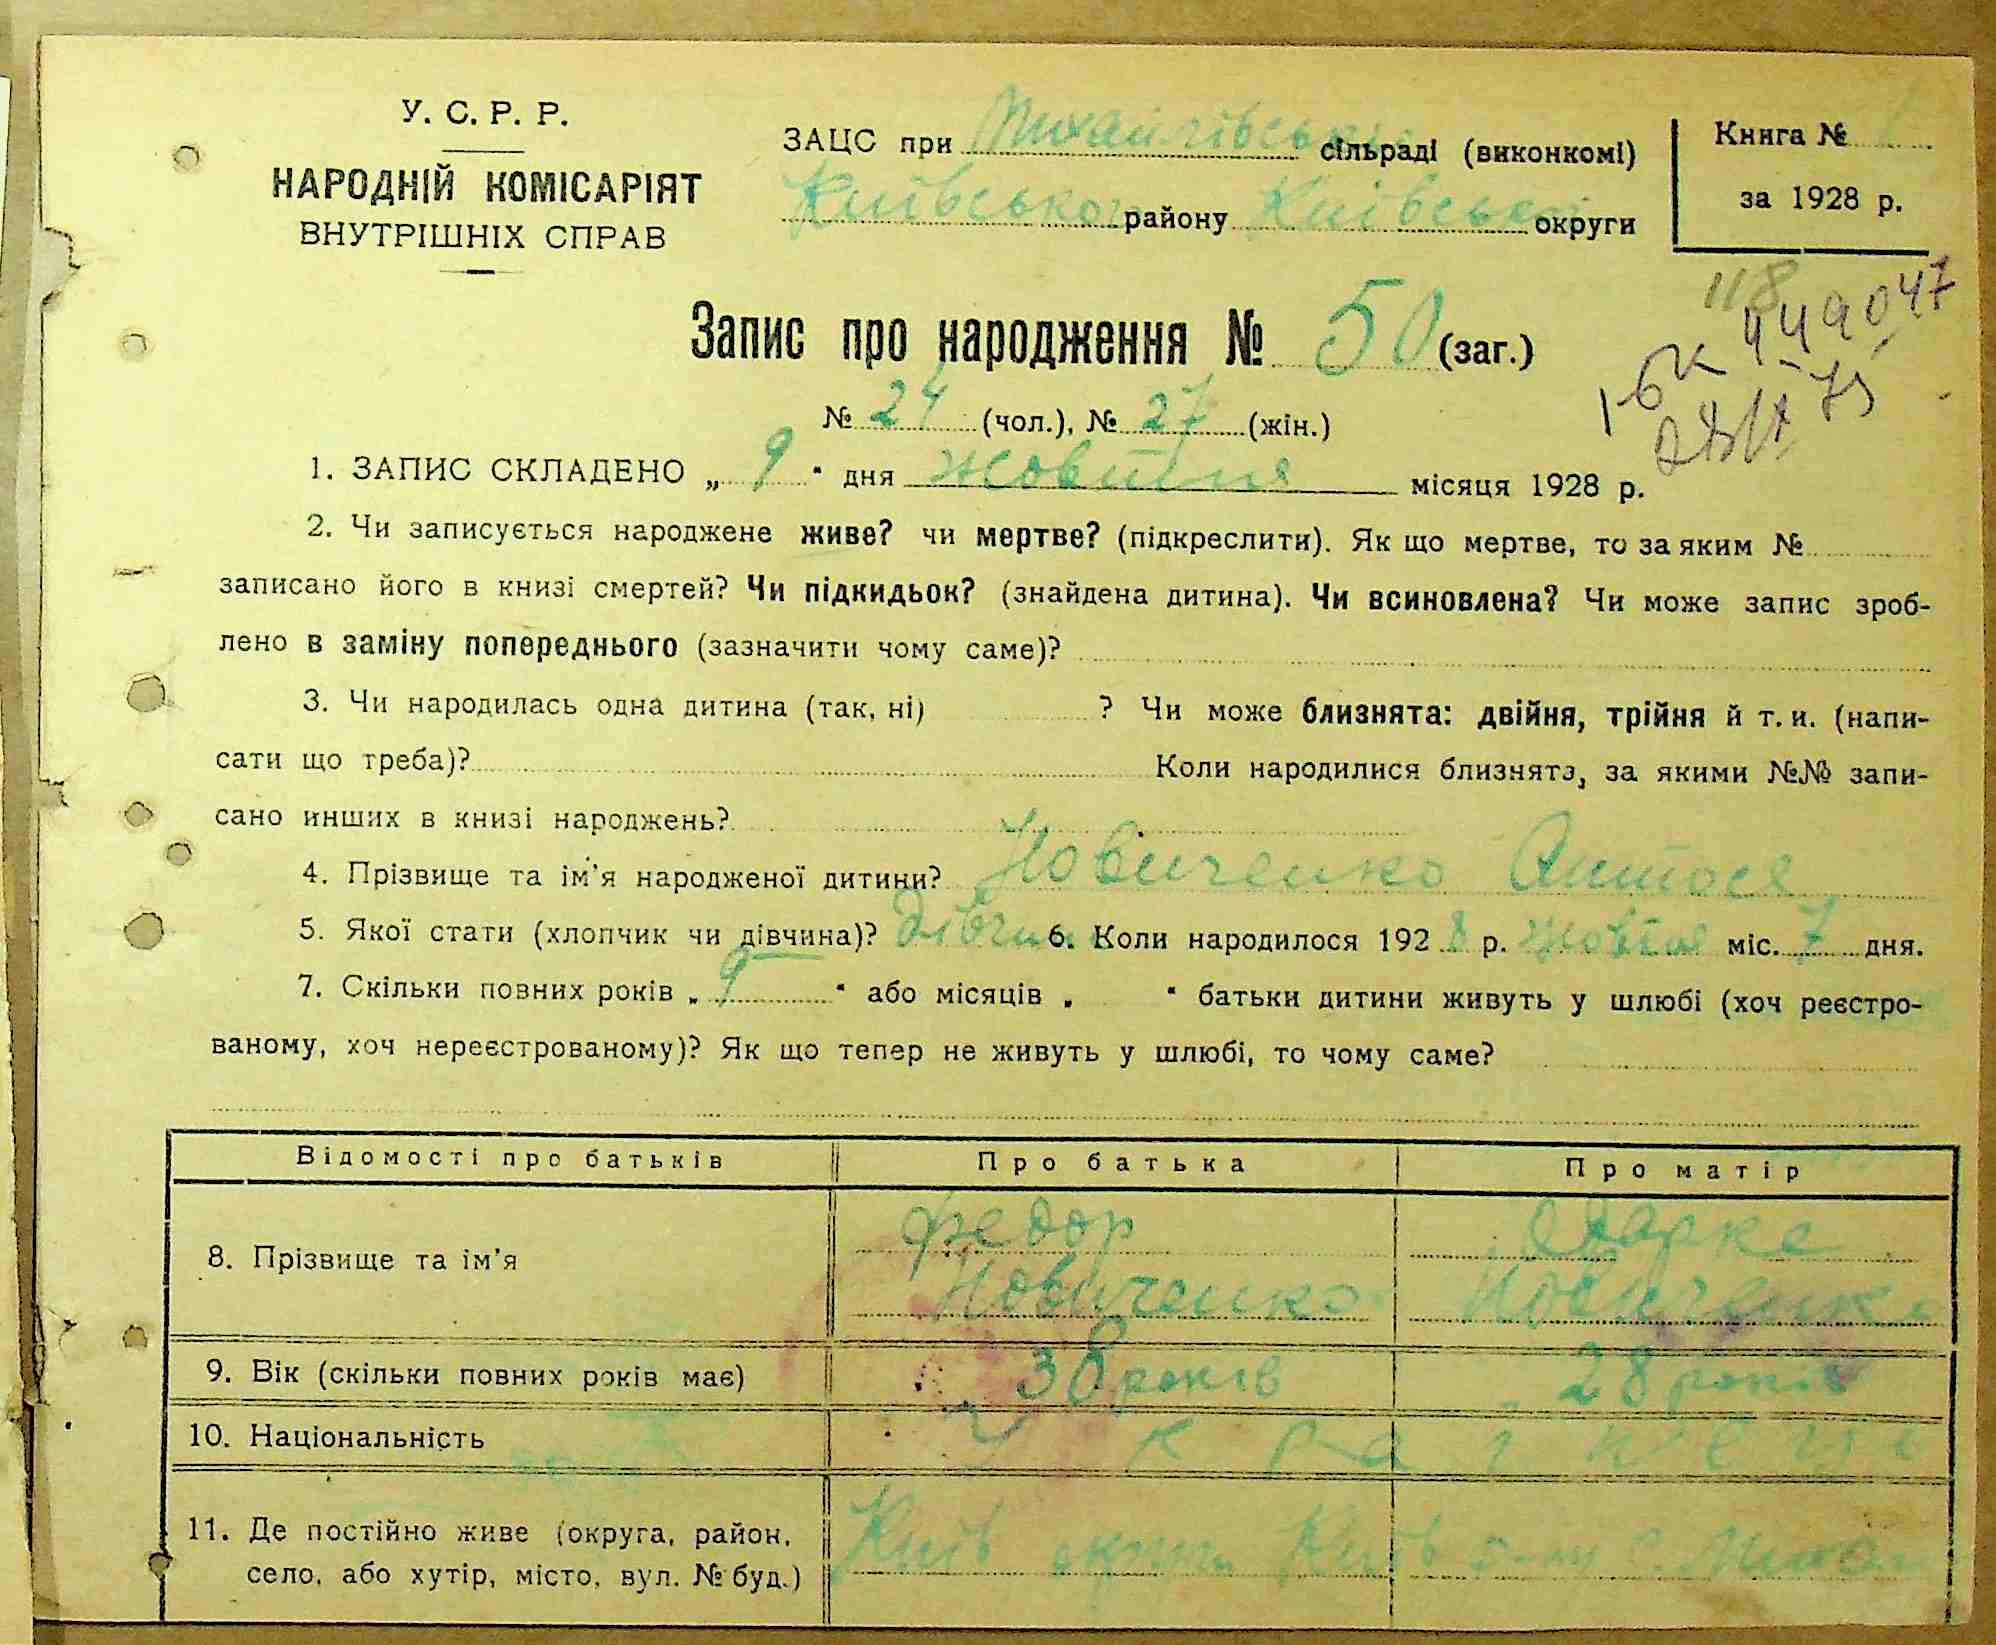 У. С. Р. Р.
НАРОДНІЙ КОМІСАРІЯТ
ВНУТРІШНІХ СПРАВ
ЗАЦС при Михайлівській сільраді (виконкомі)
Київського району Київської округи
Книга № 1
за 1928 р.
118
Запис про народження № 50 (заг.)
№ 24 (чол.), № 27 (жін.)
1. ЗАПИС СКЛАДЕНО „ 9 " дня жовтня місяця 1928 р.
2. Чи записується народжене живе? чи мертве? (підкреслити). Як що мертве, то за яким №
записано його в книзі смертей? Чи підкидьок? (знайдена дитина). Чи всиновлена? Чи може запис зроб-
лено в заміну попереднього (зазначити чому саме)?
3. Чи народилась одна дитина (так, ні) ? Чи може близнята: двійня, трійня й т. и. (напи-
сати що треба)? Коли народилися близнята, за якими №№ запи-
сано инших в книзі народжень?
4. Прізвище та ім'я народженої дитини? Новиченко Антося
5. Якої стати (хлопчик чи дівчина)? Дівчина 6. Коли народилося 1928 р. жовтня міс. 7 дня.
7. Скільки повних років „ 9 " або місяців „ " батьки дитини живуть у шлюбі (хоч реєстро-
ваному, хоч нереєстрованому)? Як що тепер не живуть у шлюбі, то чому саме?
Відомості про батьків Про батька Про матір
8. Прізвище та ім'я Федор Новиченко Новиченко
9. Вік (скільки повних років має) 38 років 28 років
10. Національність Українець
11. Де постійно живе (округа, район,
село, або хутір, місто, вул. № буд.) Київ округи Київ р-ну с.